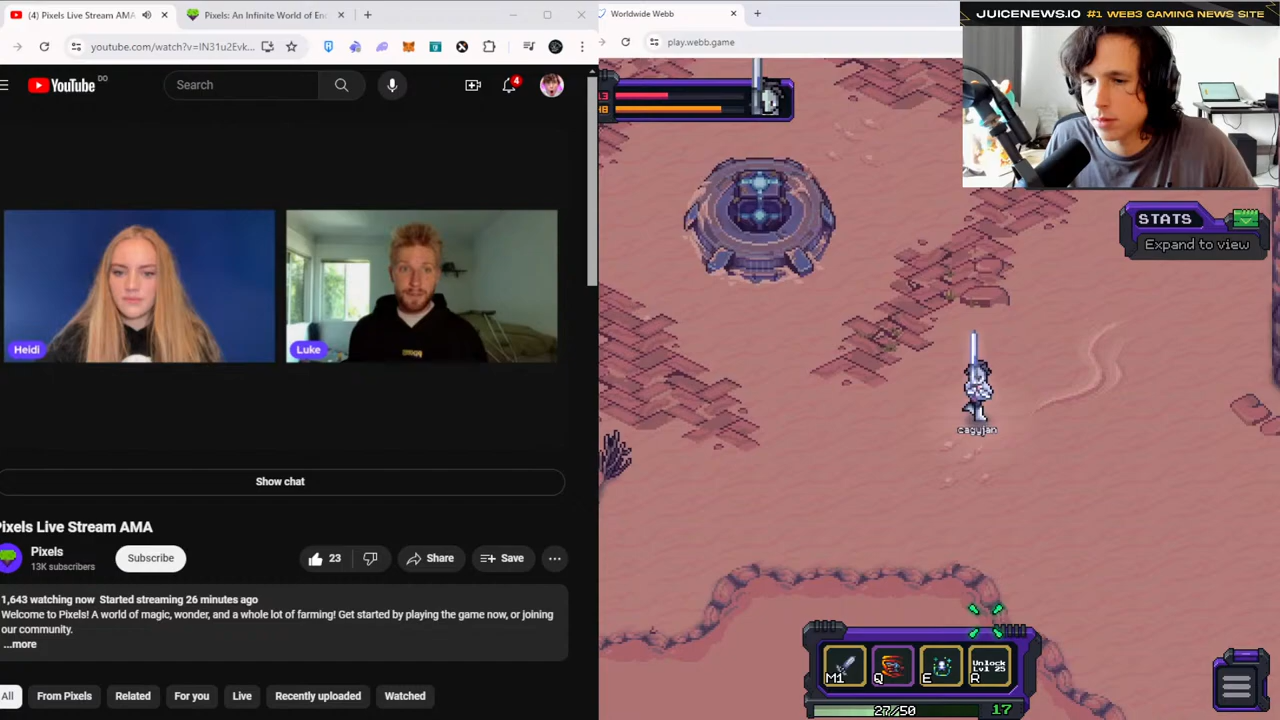 (4) Pixels Live Stream AMA
Pixels: An Infinite World of En
Worldwide Webb
JUICENEWS.IO #1 WEB3 GAMING NEWS SITE
youtube.com/watch?v=IN31u2Evk...
play.webb.game
YouTube DO
Search
4
STATS
Expand to view
Heidi
Luke
cagyjan
Show chat
Pixels Live Stream AMA
Pixels
13K subscribers
Subscribe
23
Share
Save
1,643 watching now Started streaming 26 minutes ago
Welcome to Pixels! A world of magic, wonder, and a whole lot of farming! Get started by playing the game now, or joining
our community.
...more
All
From Pixels
Related
For you
Live
Recently uploaded
Watched
M1
Q
E
Unlock
Lvl 25
R
27/50
17